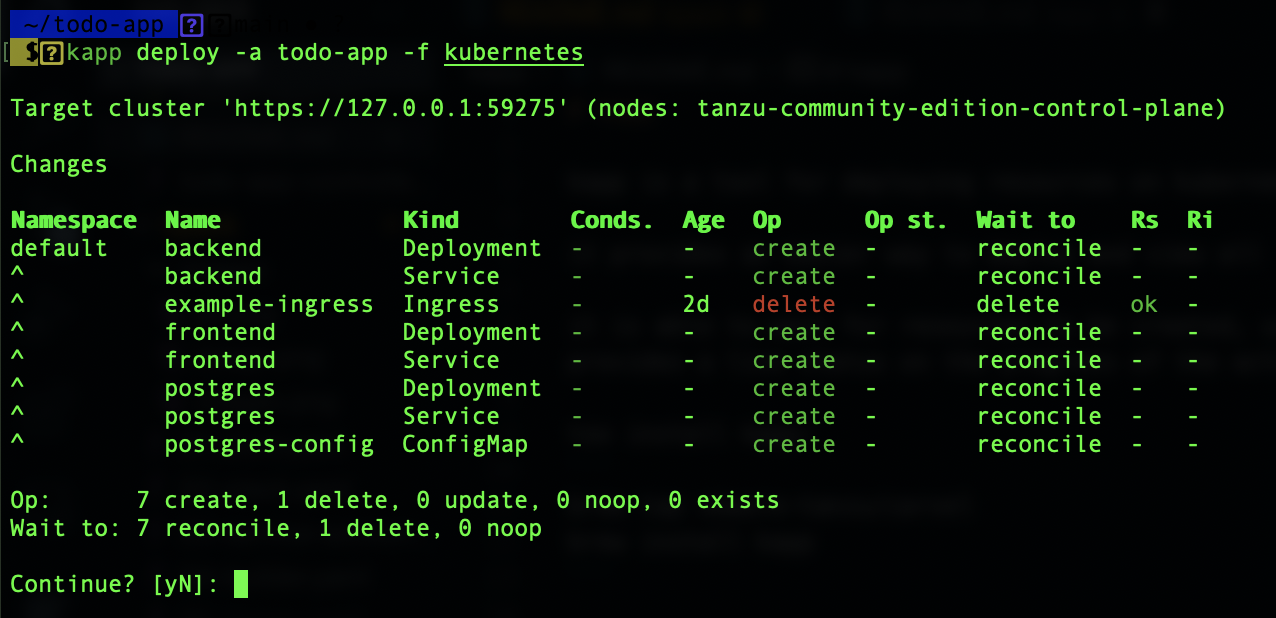 ~/todo-app main
$ kapp deploy -a todo-app -f kubernetes
Target cluster 'https://127.0.0.1:59275' (nodes: tanzu-community-edition-control-plane)
Changes
Namespace  Name             Kind        Conds.  Age  Op      Op st.  Wait to    Rs  Ri
default    backend          Deployment  -       -    create  -       reconcile  -   -
^          backend          Service     -       -    create  -       reconcile  -   -
^          example-ingress  Ingress     -       2d   delete  -       delete     ok  -
^          frontend         Deployment  -       -    create  -       reconcile  -   -
^          frontend         Service     -       -    create  -       reconcile  -   -
^          postgres         Deployment  -       -    create  -       reconcile  -   -
^          postgres         Service     -       -    create  -       reconcile  -   -
^          postgres-config  ConfigMap   -       -    create  -       reconcile  -   -
Op:      7 create, 1 delete, 0 update, 0 noop, 0 exists
Wait to: 7 reconcile, 1 delete, 0 noop
Continue? [yN]: